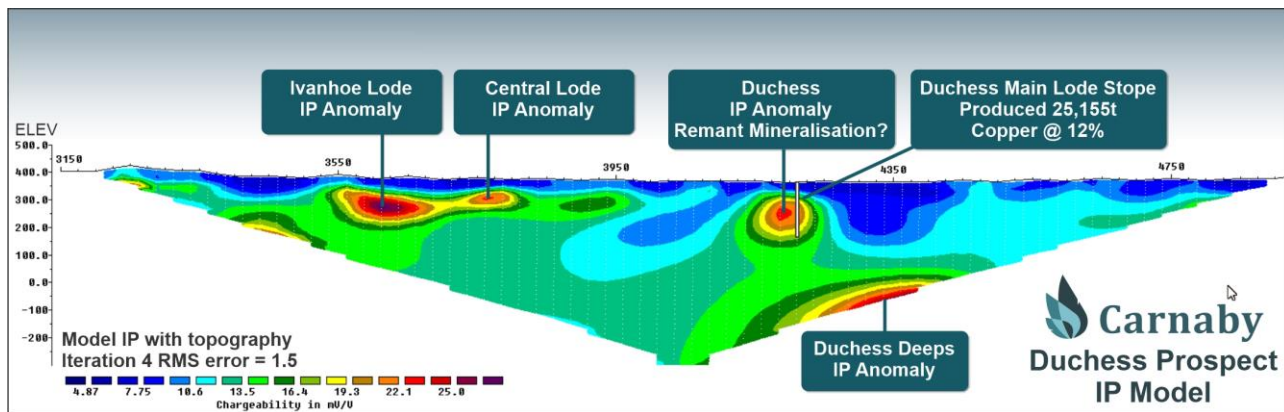 Ivanhoe Lode
IP Anomaly
Central Lode
IP Anomaly
Duchess
IP Anomaly
Remant Mineralisation?
Duchess Main Lode Stope
Produced 25,155t
Copper @ 12%
ELEV
500.0
400.0
300.0
200.0
100.0
0.0
-100
-200
3150
3550
3950
4350
4750
Model IP with topography
Iteration 4 RMS error = 1.5
4.87 7.75 10.6 13.5 16.4 19.3 22.1 25.0
Chargeability in mV/V
Duchess Deeps
IP Anomaly
Carnaby
Duchess Prospect
IP Model